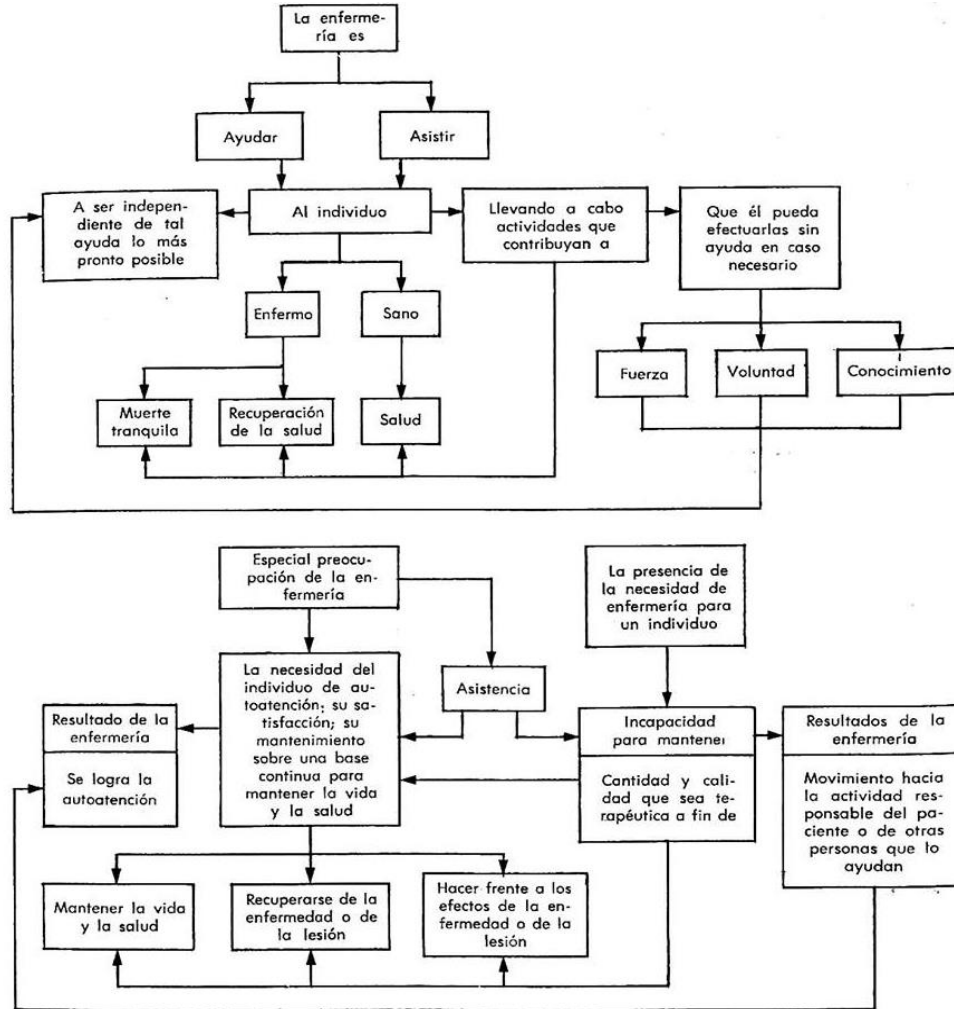 La enferme-
ría es
Ayudar
Asistir
A ser indepen-
diente de tal
ayuda lo más
pronto posible
Al individuo
Llevando a cabo
actividades que
contribuyan a
Que él pueda
efectuarlas sin
ayuda en caso
necesario
Enfermo
Sano
Fuerza
Voluntad
Conocimiento
Muerte
tranquila
Recuperación
de la salud
Salud
Especial preocu-
pación de la en-
fermería
La presencia de
la necesidad de
enfermería para
un individuo
La necesidad del
individuo de au-
toatención; su sa-
tisfacción; su
mantenimiento
sobre una base
continua para
mantener la vida
y la salud
Asistencia
Resultado de la
enfermería
Se logra la
autoatención
Incapacidad
para mantener
Cantidad y cali-
dad que sea te-
rapéutica a fin de
Resultados de la
enfermería
Movimiento hacia
la actividad res-
ponsable del pa-
ciente o de otras
personas que lo
ayudan
Mantener la vida
y la salud
Recuperarse de la
enfermedad o de
la lesión
Hacer frente a los
efectos de la en-
fermedad o de la
lesión